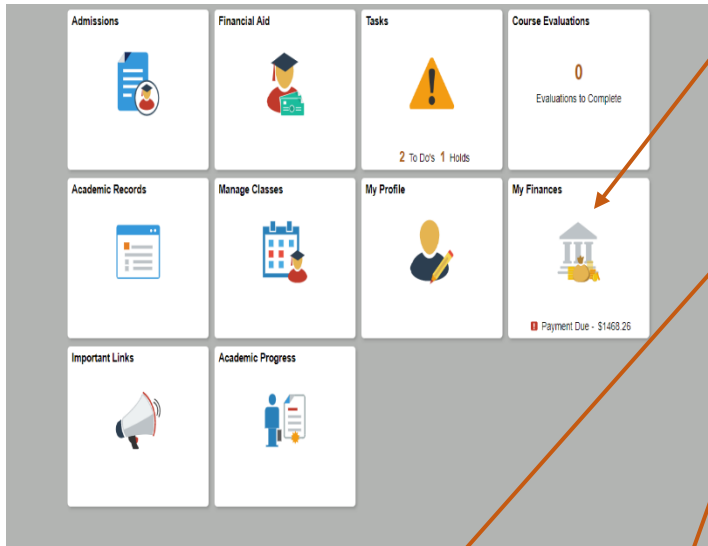 Admissions
Financial Aid
Tasks
Course Evaluations
0
Evaluations to Complete
2 To Do's 1 Holds
Academic Records
Manage Classes
My Profile
My Finances
Payment Due - $1468.26
Important Links
Academic Progress